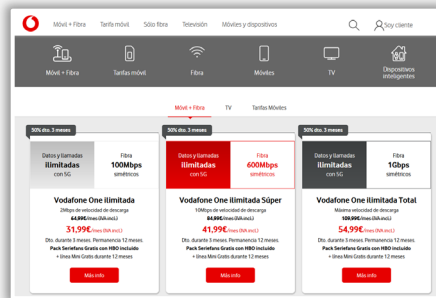 Móvil + Fibra Tarifa móvil Sólo fibra Televisión Móviles y dispositivos Soy cliente
Móvil + Fibra Tarifas móvil Fibra Móviles TV Dispositivos
inteligentes
Móvil + Fibra TV Tarifas Móviles
50% dto. 3 meses
Datos y llamadas
ilimitadas
con 5G
Fibra
100Mbps
simétricos
Vodafone One ilimitada
2Mbps de velocidad de descarga
64,99€/mes (IVA incl.)
31,99€/mes (IVA incl.)
Dto. durante 3 meses. Permanencia 12 meses.
Pack Seriefans Gratis con HBO incluido
+ línea Mini Gratis durante 12 meses
Más info
50% dto. 3 meses
Datos y llamadas
ilimitadas
con 5G
Fibra
600Mbps
simétricos
Vodafone One ilimitada Súper
10Mbps de velocidad de descarga
84,99€/mes (IVA incl.)
41,99€/mes (IVA incl.)
Dto. durante 3 meses. Permanencia 12 meses.
Pack Seriefans Gratis con HBO incluido
+ línea Mini Gratis durante 12 meses
Más info
50% dto. 3 meses
Datos y llamadas
ilimitadas
con 5G
Fibra
1Gbps
simétricos
Vodafone One ilimitada Total
Máxima velocidad de descarga
109,99€/mes (IVA incl.)
54,99€/mes (IVA incl.)
Dto. durante 3 meses. Permanencia 12 meses.
Pack Seriefans Gratis con HBO incluido
+ línea Mini Gratis durante 12 meses
Más info